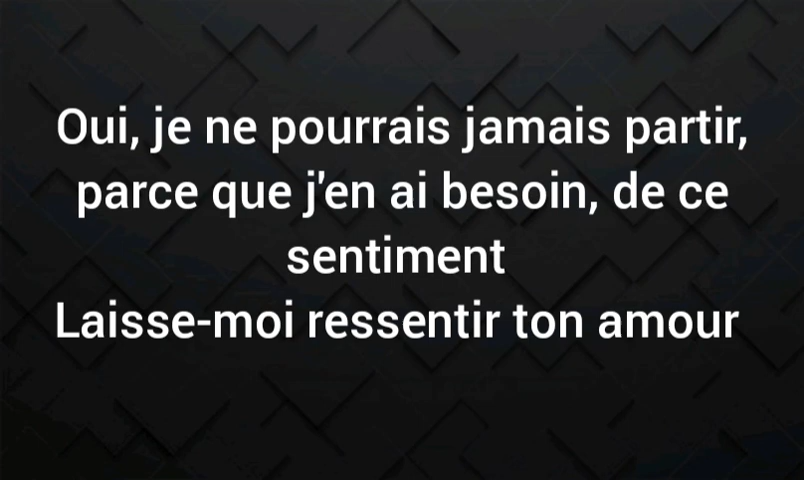 Oui, je ne pourrais jamais partir,
parce que j'en ai besoin, de ce
sentiment
Laisse-moi ressentir ton amour